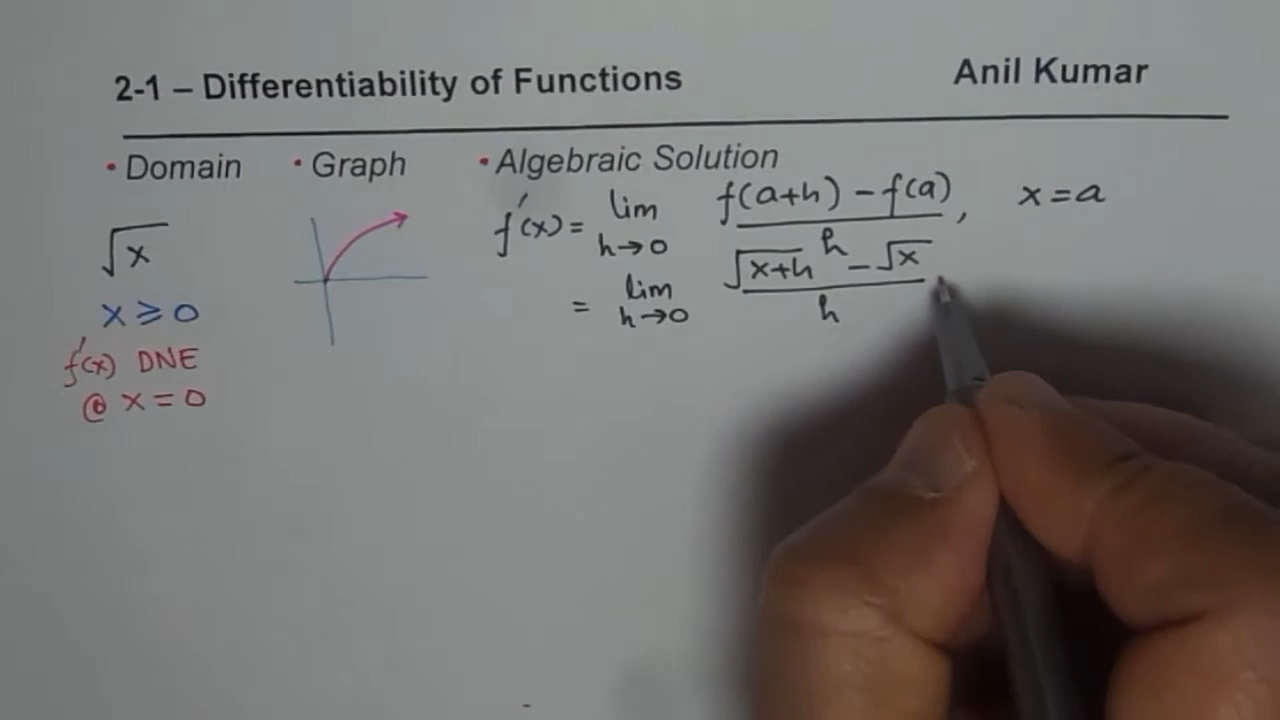 2-1 – Differentiability of Functions Anil Kumar
• Domain • Graph • Algebraic Solution
√x
x ≥ 0
f'(x) DNE
@ x = 0
f'(x) = lim h→0 f(a+h) - f(a) / h , x = a
= lim h→0 √x+h - √x / h